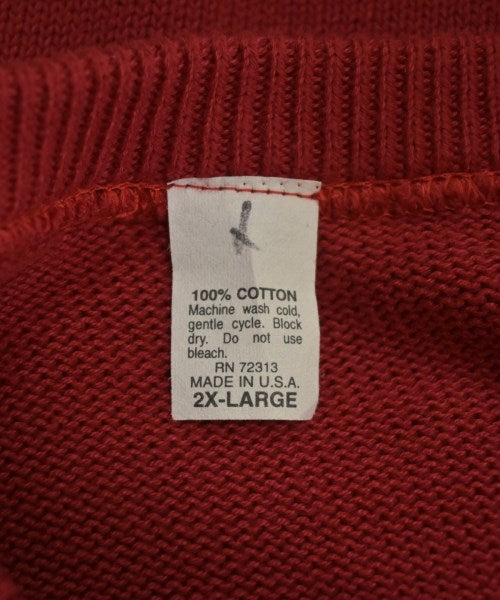 100% COTTON
Machine wash cold,
gentle cycle. Block
dry. Do not use
bleach.
RN 72313
MADE IN U.S.A.
2X-LARGE